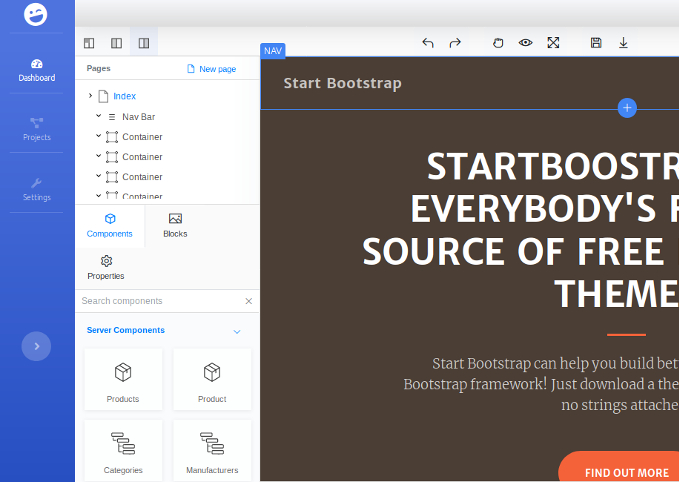 Dashboard
Projects
Settings
Pages
New page
Index
Nav Bar
Container
Container
Container
Container
Components
Blocks
Properties
Search components
Server Components
Products
Product
Categories
Manufacturers
NAV
Start Bootstrap
STARTBOOSTR
EVERYBODY'S F
SOURCE OF FREE
THEME
Start Bootstrap can help you build bet
Bootstrap framework! Just download a the
no strings attache
FIND OUT MORE